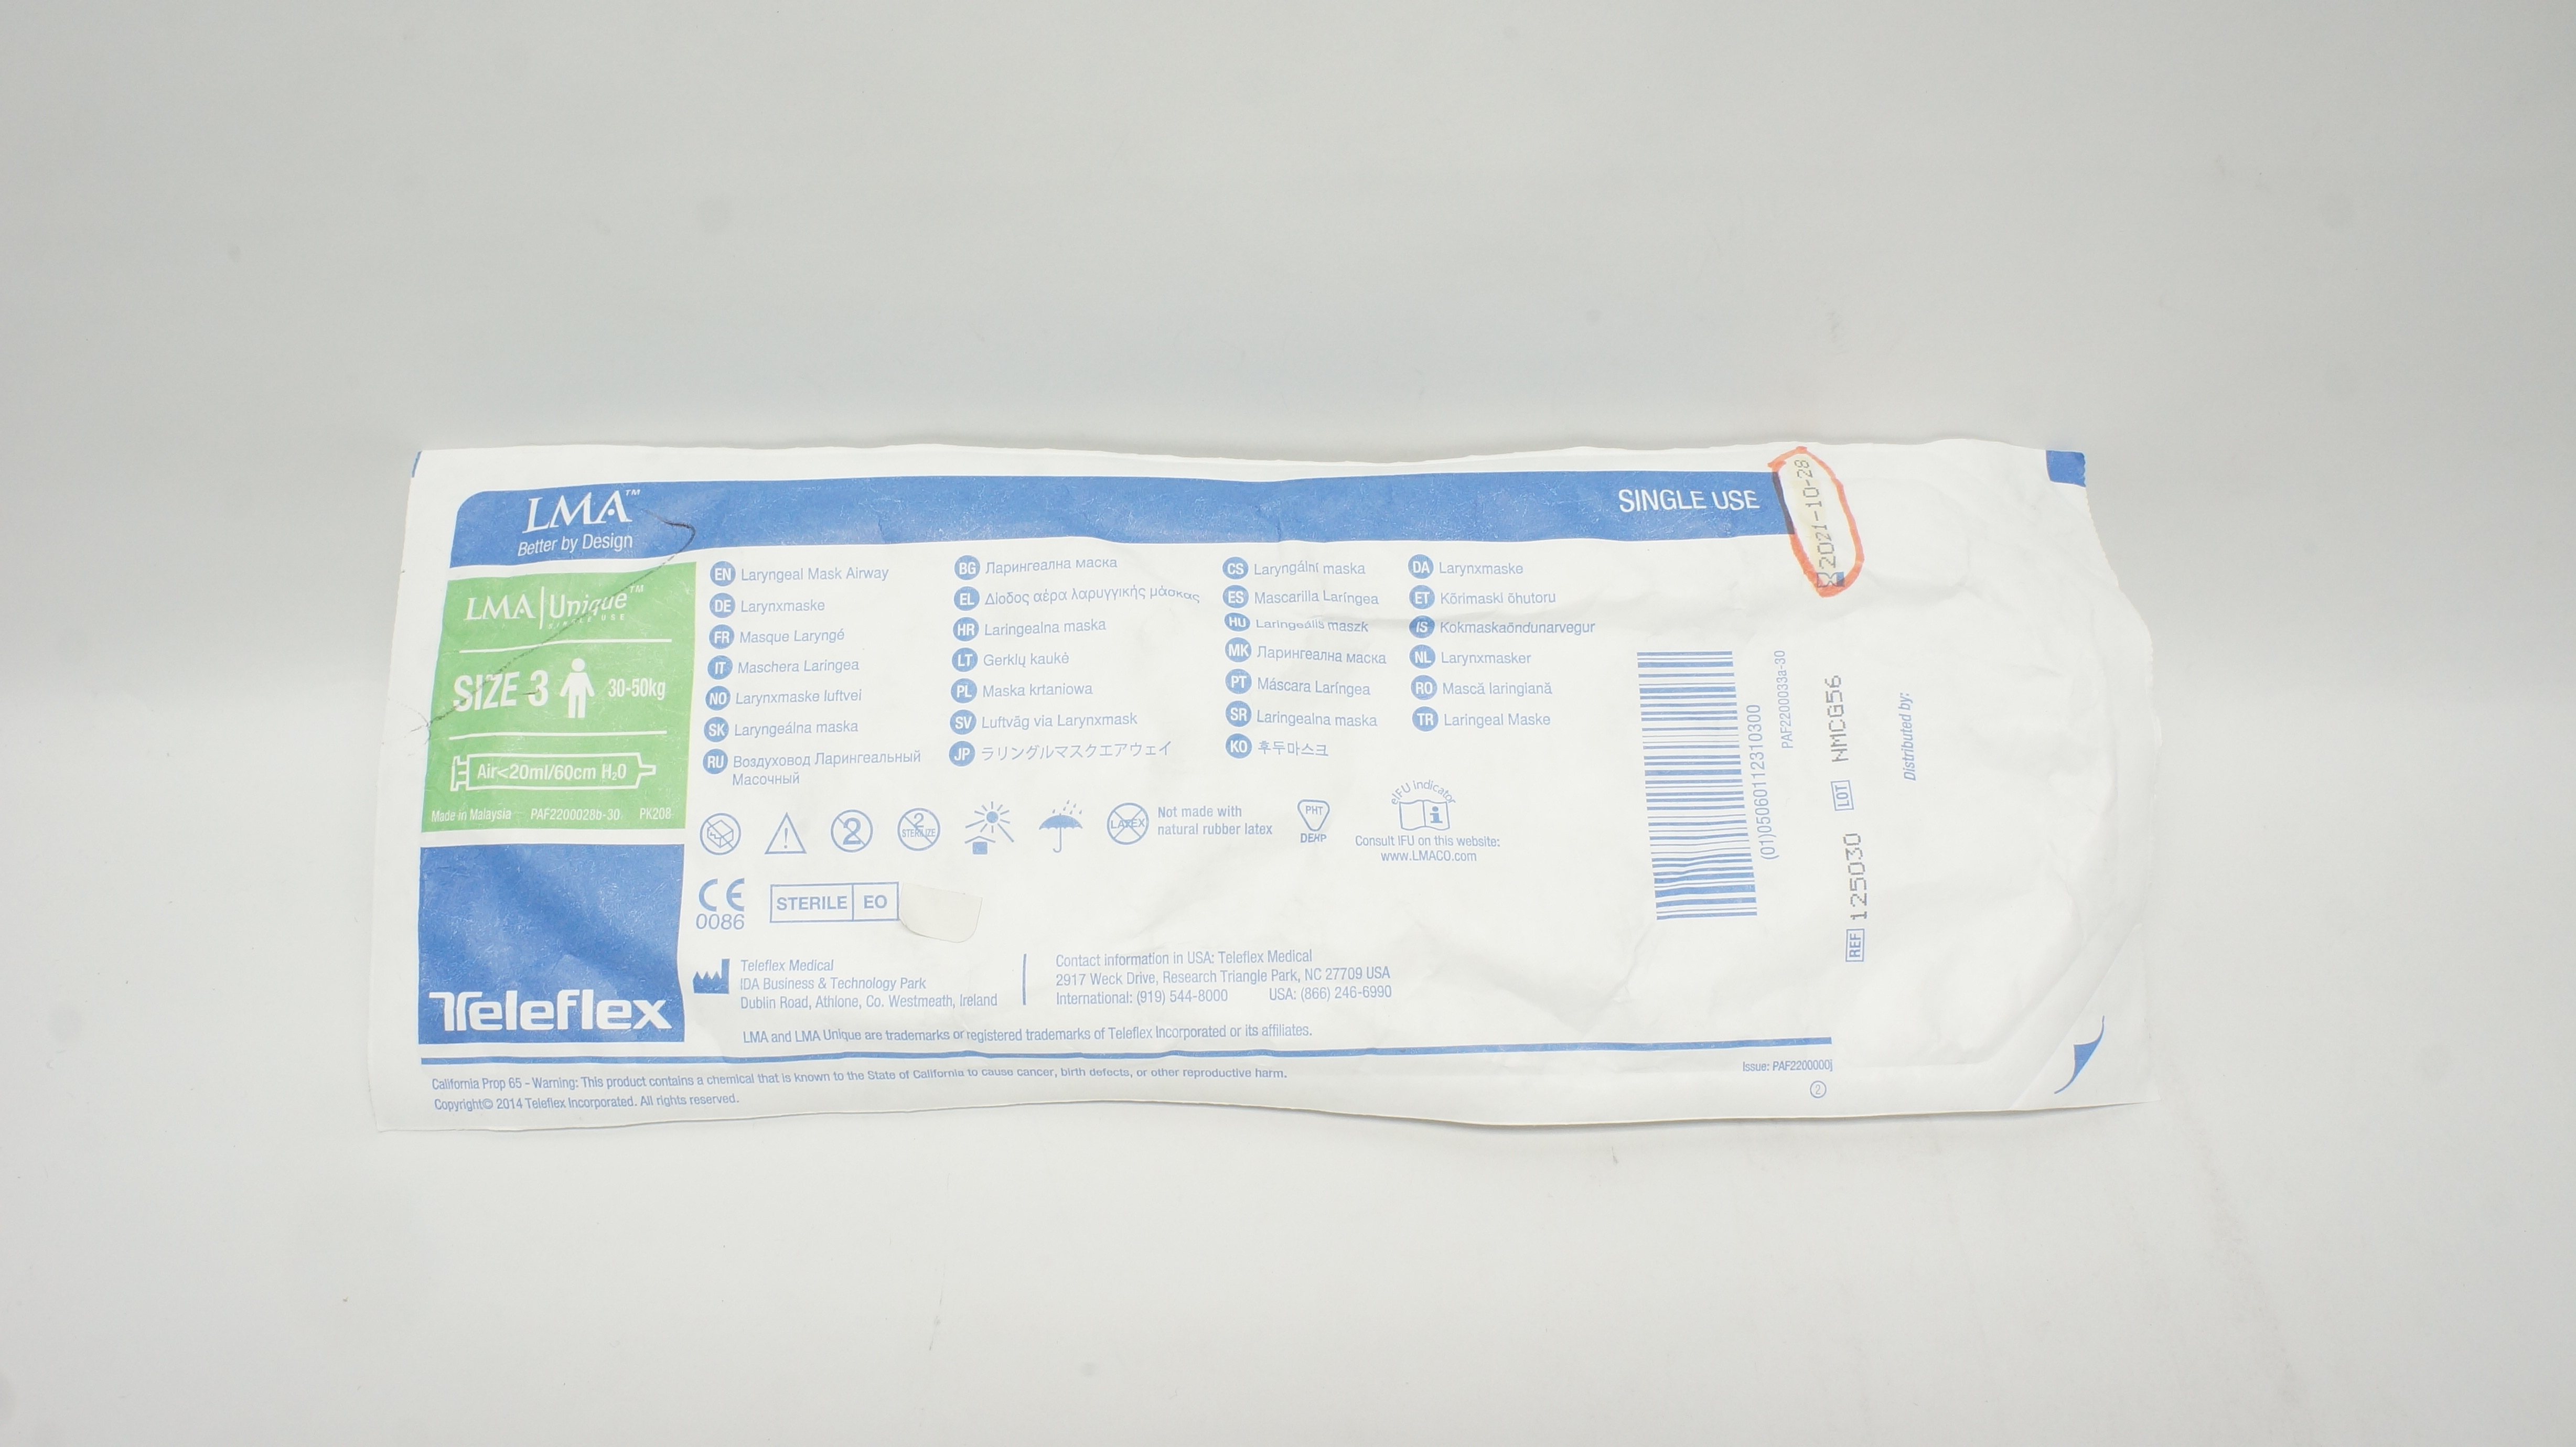 LMA™
Better by Design
SINGLE USE
2021-10-28
LMA | Unique™
SINGLE USE
SIZE 3 30-50kg
Air<20ml/60cm H₂O
Made in Malaysia PAF2200028b-30 PK208
Teleflex
EN Laryngeal Mask Airway
DE Larynxmaske
FR Masque Laryngé
IT Maschera Laringea
NO Larynxmaske luftvei
SK Laryngeálna maska
RU Воздуховод Ларингеальный
Масочный
BG Ларингеална маска
EL Δίοδος αέρα λαρυγγικής μάσκας
HR Laringealna maska
LT Gerklų kaukė
PL Maska krtaniowa
SV Luftväg via Larynxmask
JP ラリングルマスクエアウェイ
CS Laryngální maska
ES Mascarilla Laríngea
HU Laringeális maszk
MK Ларингеална маска
PT Máscara Laríngea
SR Laringealna maska
KO 후두마스크
DA Larynxmaske
ET Kõrimaski õhutoru
IS Kokmaskaöndunarvegur
NL Larynxmasker
RO Mască laringiană
TR Laringeal Maske
2
2
STERILIZE
LATEX
Not made with
natural rubber latex
PHT
DEHP
eIFU indicator
Consult IFU on this website:
www.LMACO.com
CE
0086
STERILE EO
Teleflex Medical
IDA Business & Technology Park
Dublin Road, Athlone, Co. Westmeath, Ireland
Contact information in USA: Teleflex Medical
2917 Weck Drive, Research Triangle Park, NC 27709 USA
International: (919) 544-8000 USA: (866) 246-6990
LMA and LMA Unique are trademarks or registered trademarks of Teleflex Incorporated or its affiliates.
(01)05060112310300
PAF2200033a-30
REF 125030 LOT NMCG56
Distributed by:
California Prop 65 - Warning: This product contains a chemical that is known to the State of California to cause cancer, birth defects, or other reproductive harm.
Copyright© 2014 Teleflex Incorporated. All rights reserved.
Issue: PAF2200000j
2